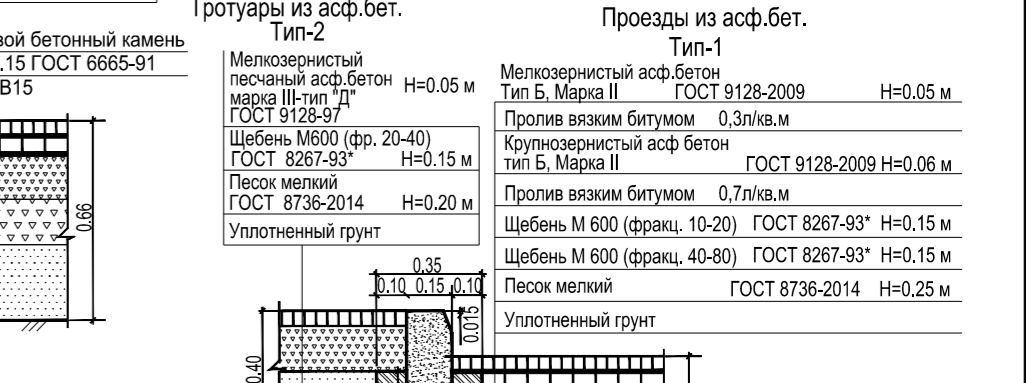 вой бетонный камень
.15 ГОСТ 6665-91
В15
0.66
Тротуары из асф.бет.
Тип-2
Мелкозернистый
песчаный асф.бетон H=0.05 м
марка III-тип "Д"
ГОСТ 9128-97
Щебень М600 (фр. 20-40)
ГОСТ 8267-93* H=0.15 м
Песок мелкий
ГОСТ 8736-2014 H=0.20 м
Уплотненный грунт
0.35
0.10 0.15 0.10
0.015
0.40
Проезды из асф.бет.
Тип-1
Мелкозернистый асф.бетон
Тип Б, Марка II ГОСТ 9128-2009 H=0.05 м
Пролив вязким битумом 0,3л/кв.м
Крупнозернистый асф бетон
тип Б, Марка II ГОСТ 9128-2009 H=0.06 м
Пролив вязким битумом 0,7л/кв.м
Щебень М 600 (фракц. 10-20) ГОСТ 8267-93* H=0.15 м
Щебень М 600 (фракц. 40-80) ГОСТ 8267-93* H=0.15 м
Песок мелкий ГОСТ 8736-2014 H=0,25 м
Уплотненный грунт